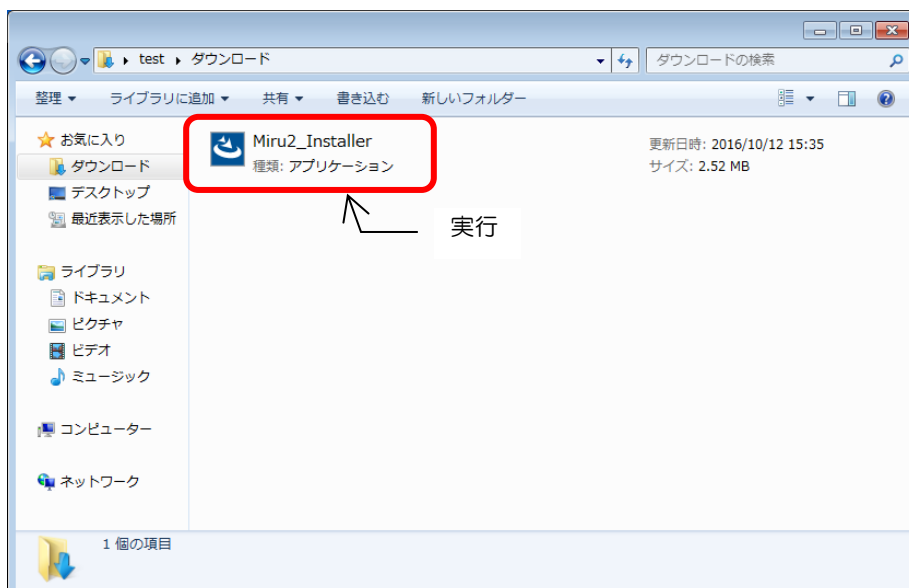 test ダウンロード
ダウンロードの検索
整理 ライブラリに追加 共有 書き込む 新しいフォルダー
お気に入り
ダウンロード
デスクトップ
最近表示した場所
ライブラリ
ドキュメント
ピクチャ
ビデオ
ミュージック
コンピューター
ネットワーク
Miru2_Installer
種類: アプリケーション
更新日時: 2016/10/12 15:35
サイズ: 2.52 MB
実行
1 個の項目